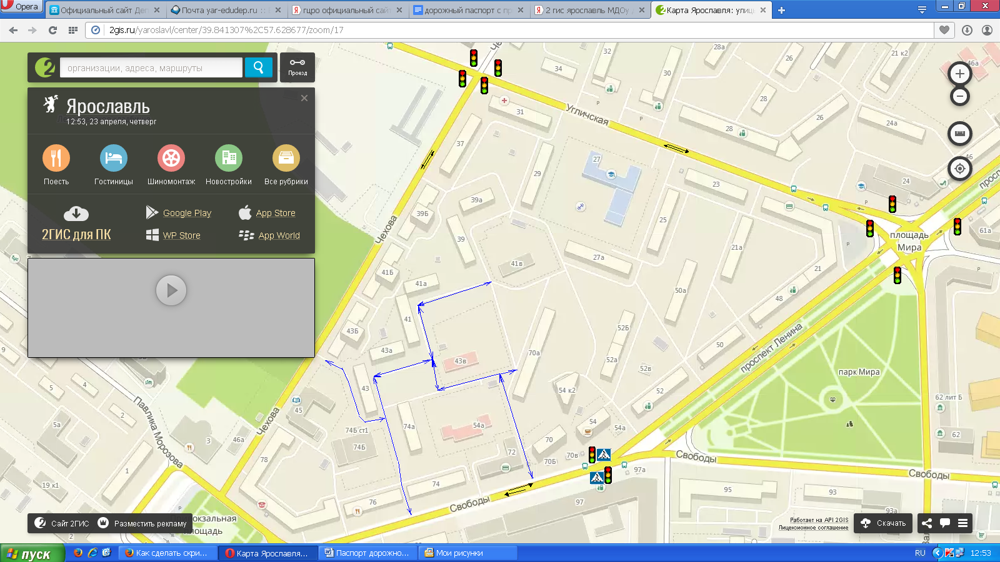 Opera
Официальный сайт Деп
Почта yar-edudep.ru ::
гцро официальный сайт
дорожный паспорт с пр
2 гис ярославль МДОу
Карта Ярославля: улиц
2gis.ru/yaroslavl/center/39.841307%2C57.628677/zoom/17
организации, адреса, маршруты
Проезд
Ярославль
12:53, 23 апреля, четверг
Поесть
Гостиницы
Шиномонтаж
Новостройки
Все рубрики
2ГИС для ПК
Google Play
App Store
WP Store
App World
28а
32
26
21 к2
46а
34
30
31
28
26
24а
Угличская
28
37
46
27
29
23
24
39а
39Б
Чехова
25
39
площадь
Мира
61а
21а
27а
41в
21
41Б
41а
50а
48
41
43Б
52Б
50
проспект Ленина
43а
43в
70а
52а
52в
парк Мира
9
5
4
43
54 к2
52
62 лит Б
2
45
Павлика Морозова
Чехова
5а
74а
54а
54
54а
74Б ст1
62
3
46а
74Б
72
70
70Б
70в
1
78
97а
Свободы
Свободы
19 к1
74
95
93
76
Свободы
97
93а
вокзальная
площадь
2
Сайт 2ГИС
Разместить рекламу
Работает на API 2GIS
Лицензионное соглашение
Скачать
пуск
Как сделать скри...
Карта Ярославля...
Паспорт дорожно...
Мои рисунки
RU
12:53